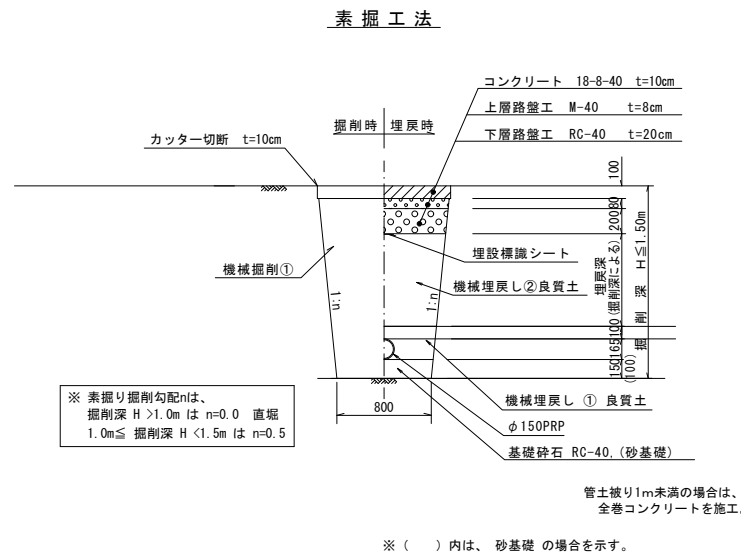 素掘工法
コンクリート 18-8-40 t=10cm
上層路盤工 M-40 t=8cm
下層路盤工 RC-40 t=20cm
掘削時 埋戻時
カッター切断 t=10cm
100
80
200
埋設標識シート
機械掘削①
機械埋戻し②良質土
1:n
1:n
埋戻深
(掘削深による)
掘削深 H≦1.50m
100
165
150
(100)
※ 素掘り掘削勾配nは、
掘削深 H >1.0m は n=0.0 直堀
1.0m≦ 掘削深 H <1.5m は n=0.5
800
機械埋戻し ① 良質土
φ150PRP
基礎砕石 RC-40,(砂基礎)
管土被り1m未満の場合は、
全巻コンクリートを施工。
※ ( ) 内は、 砂基礎 の場合を示す。